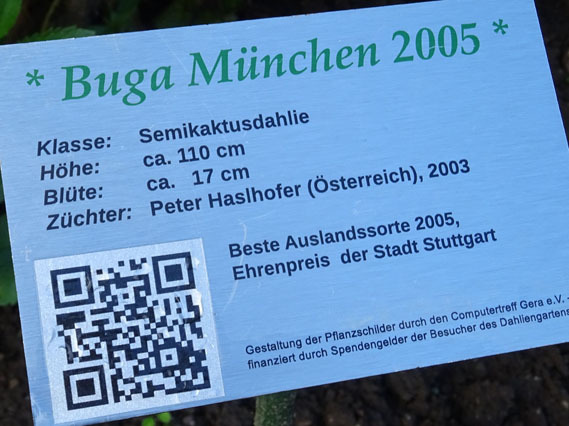 * Buga München 2005 *
Klasse: Semikaktusdahlie
Höhe: ca. 110 cm
Blüte: ca. 17 cm
Züchter: Peter Haslhofer (Österreich), 2003
Beste Auslandssorte 2005,
Ehrenpreis der Stadt Stuttgart
Gestaltung der Pflanzschilder durch den Computertreff Gera e.V. -
finanziert durch Spendengelder der Besucher des Dahliengartens